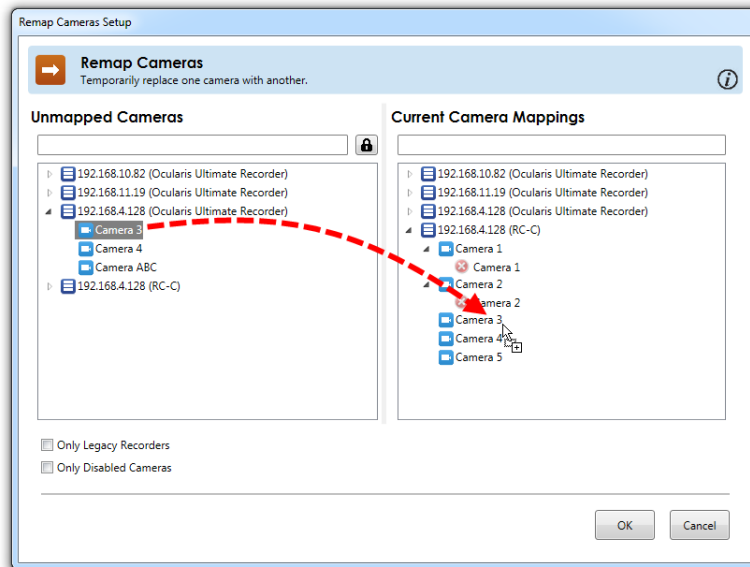 Remap Cameras Setup
Remap Cameras
Temporarily replace one camera with another.
Unmapped Cameras
192.168.10.82 (Ocularis Ultimate Recorder)
192.168.11.19 (Ocularis Ultimate Recorder)
192.168.4.128 (Ocularis Ultimate Recorder)
Camera 3
Camera 4
Camera ABC
192.168.4.128 (RC-C)
Current Camera Mappings
192.168.10.82 (Ocularis Ultimate Recorder)
192.168.11.19 (Ocularis Ultimate Recorder)
192.168.4.128 (Ocularis Ultimate Recorder)
192.168.4.128 (RC-C)
Camera 1
Camera 1
Camera 2
Camera 2
Camera 3
Camera 4
Camera 5
Only Legacy Recorders
Only Disabled Cameras
OK
Cancel